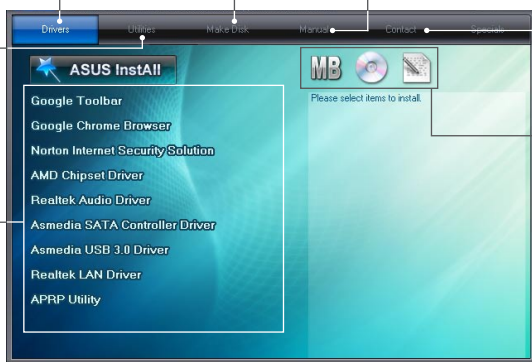 Drivers Utilities Make Disk Manual Contact Specials
ASUS InstAll
MB
Please select items to install.
Google Toolbar
Google Chrome Browser
Norton Internet Security Solution
AMD Chipset Driver
Realtek Audio Driver
Asmedia SATA Controller Driver
Asmedia USB 3.0 Driver
Realtek LAN Driver
APRP Utility